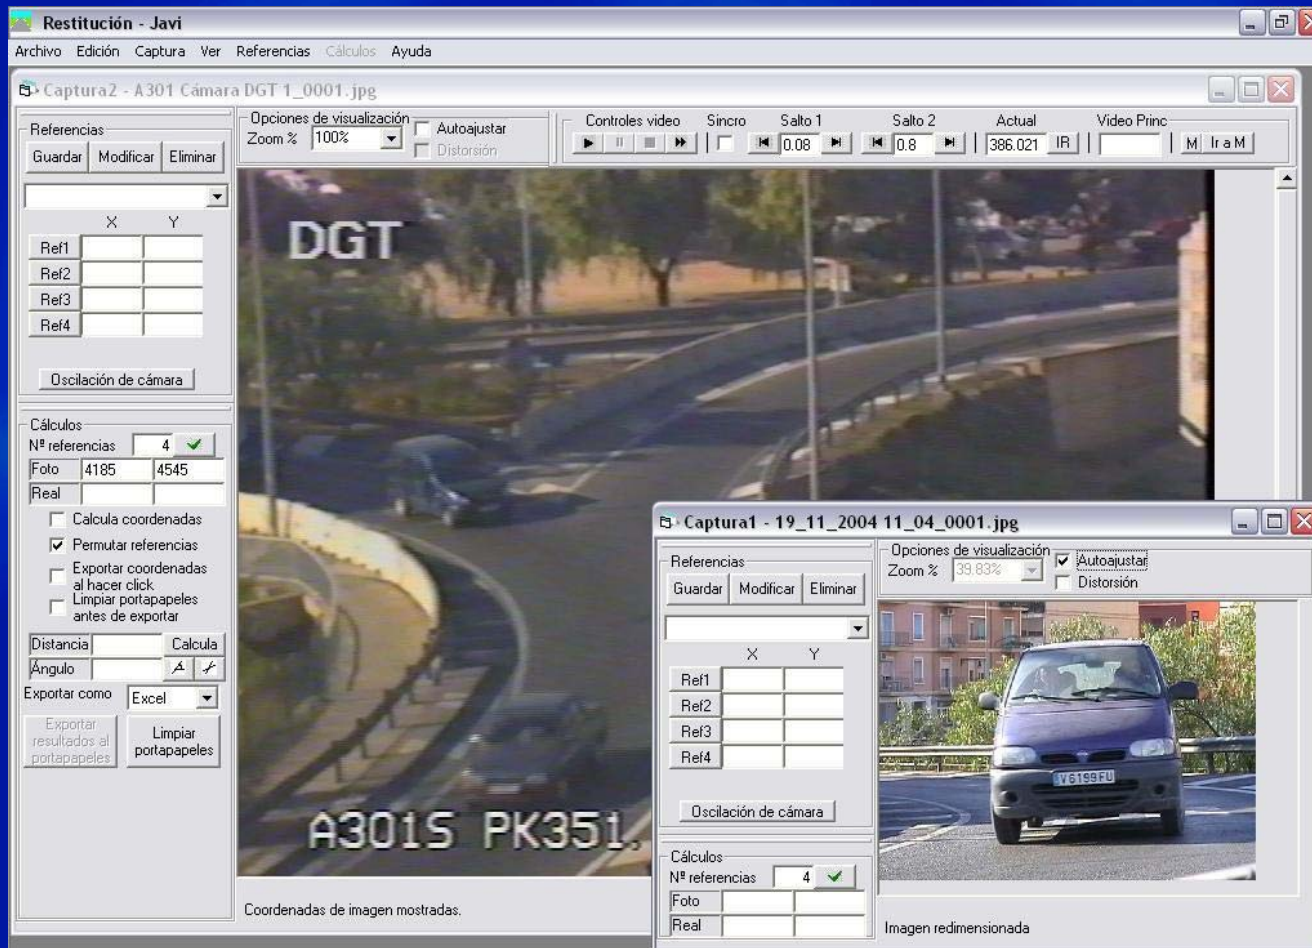 Restitución - Javi
Archivo Edición Captura Ver Referencias Cálculos Ayuda
Captura2 - A301 Cámara DGT 1_0001.jpg
Referencias
Guardar Modificar Eliminar
X Y
Ref1
Ref2
Ref3
Ref4
Oscilación de cámara
Opciones de visualización
Zoom % 100% Autoajustar
Distorsión
Controles video Sincro Salto 1 Salto 2 Actual Video Princ
0.08 0.8 386.021 IR M Ir a M
DGT
A301S PK351.
Cálculos
Nº referencias 4
Foto 4185 4545
Real
Calcula coordenadas
Permutar referencias
Exportar coordenadas
al hacer click
Limpiar portapapeles
antes de exportar
Distancia Calcula
Ángulo
Exportar como Excel
Exportar
resultados al
portapapeles
Limpiar
portapapeles
Coordenadas de imagen mostradas.
Captura1 - 19_11_2004 11_04_0001.jpg
Referencias
Guardar Modificar Eliminar
X Y
Ref1
Ref2
Ref3
Ref4
Oscilación de cámara
Opciones de visualización
Zoom % 39.83% Autoajustar
Distorsión
V6199FU
Cálculos
Nº referencias 4
Foto
Real
Imagen redimensionada